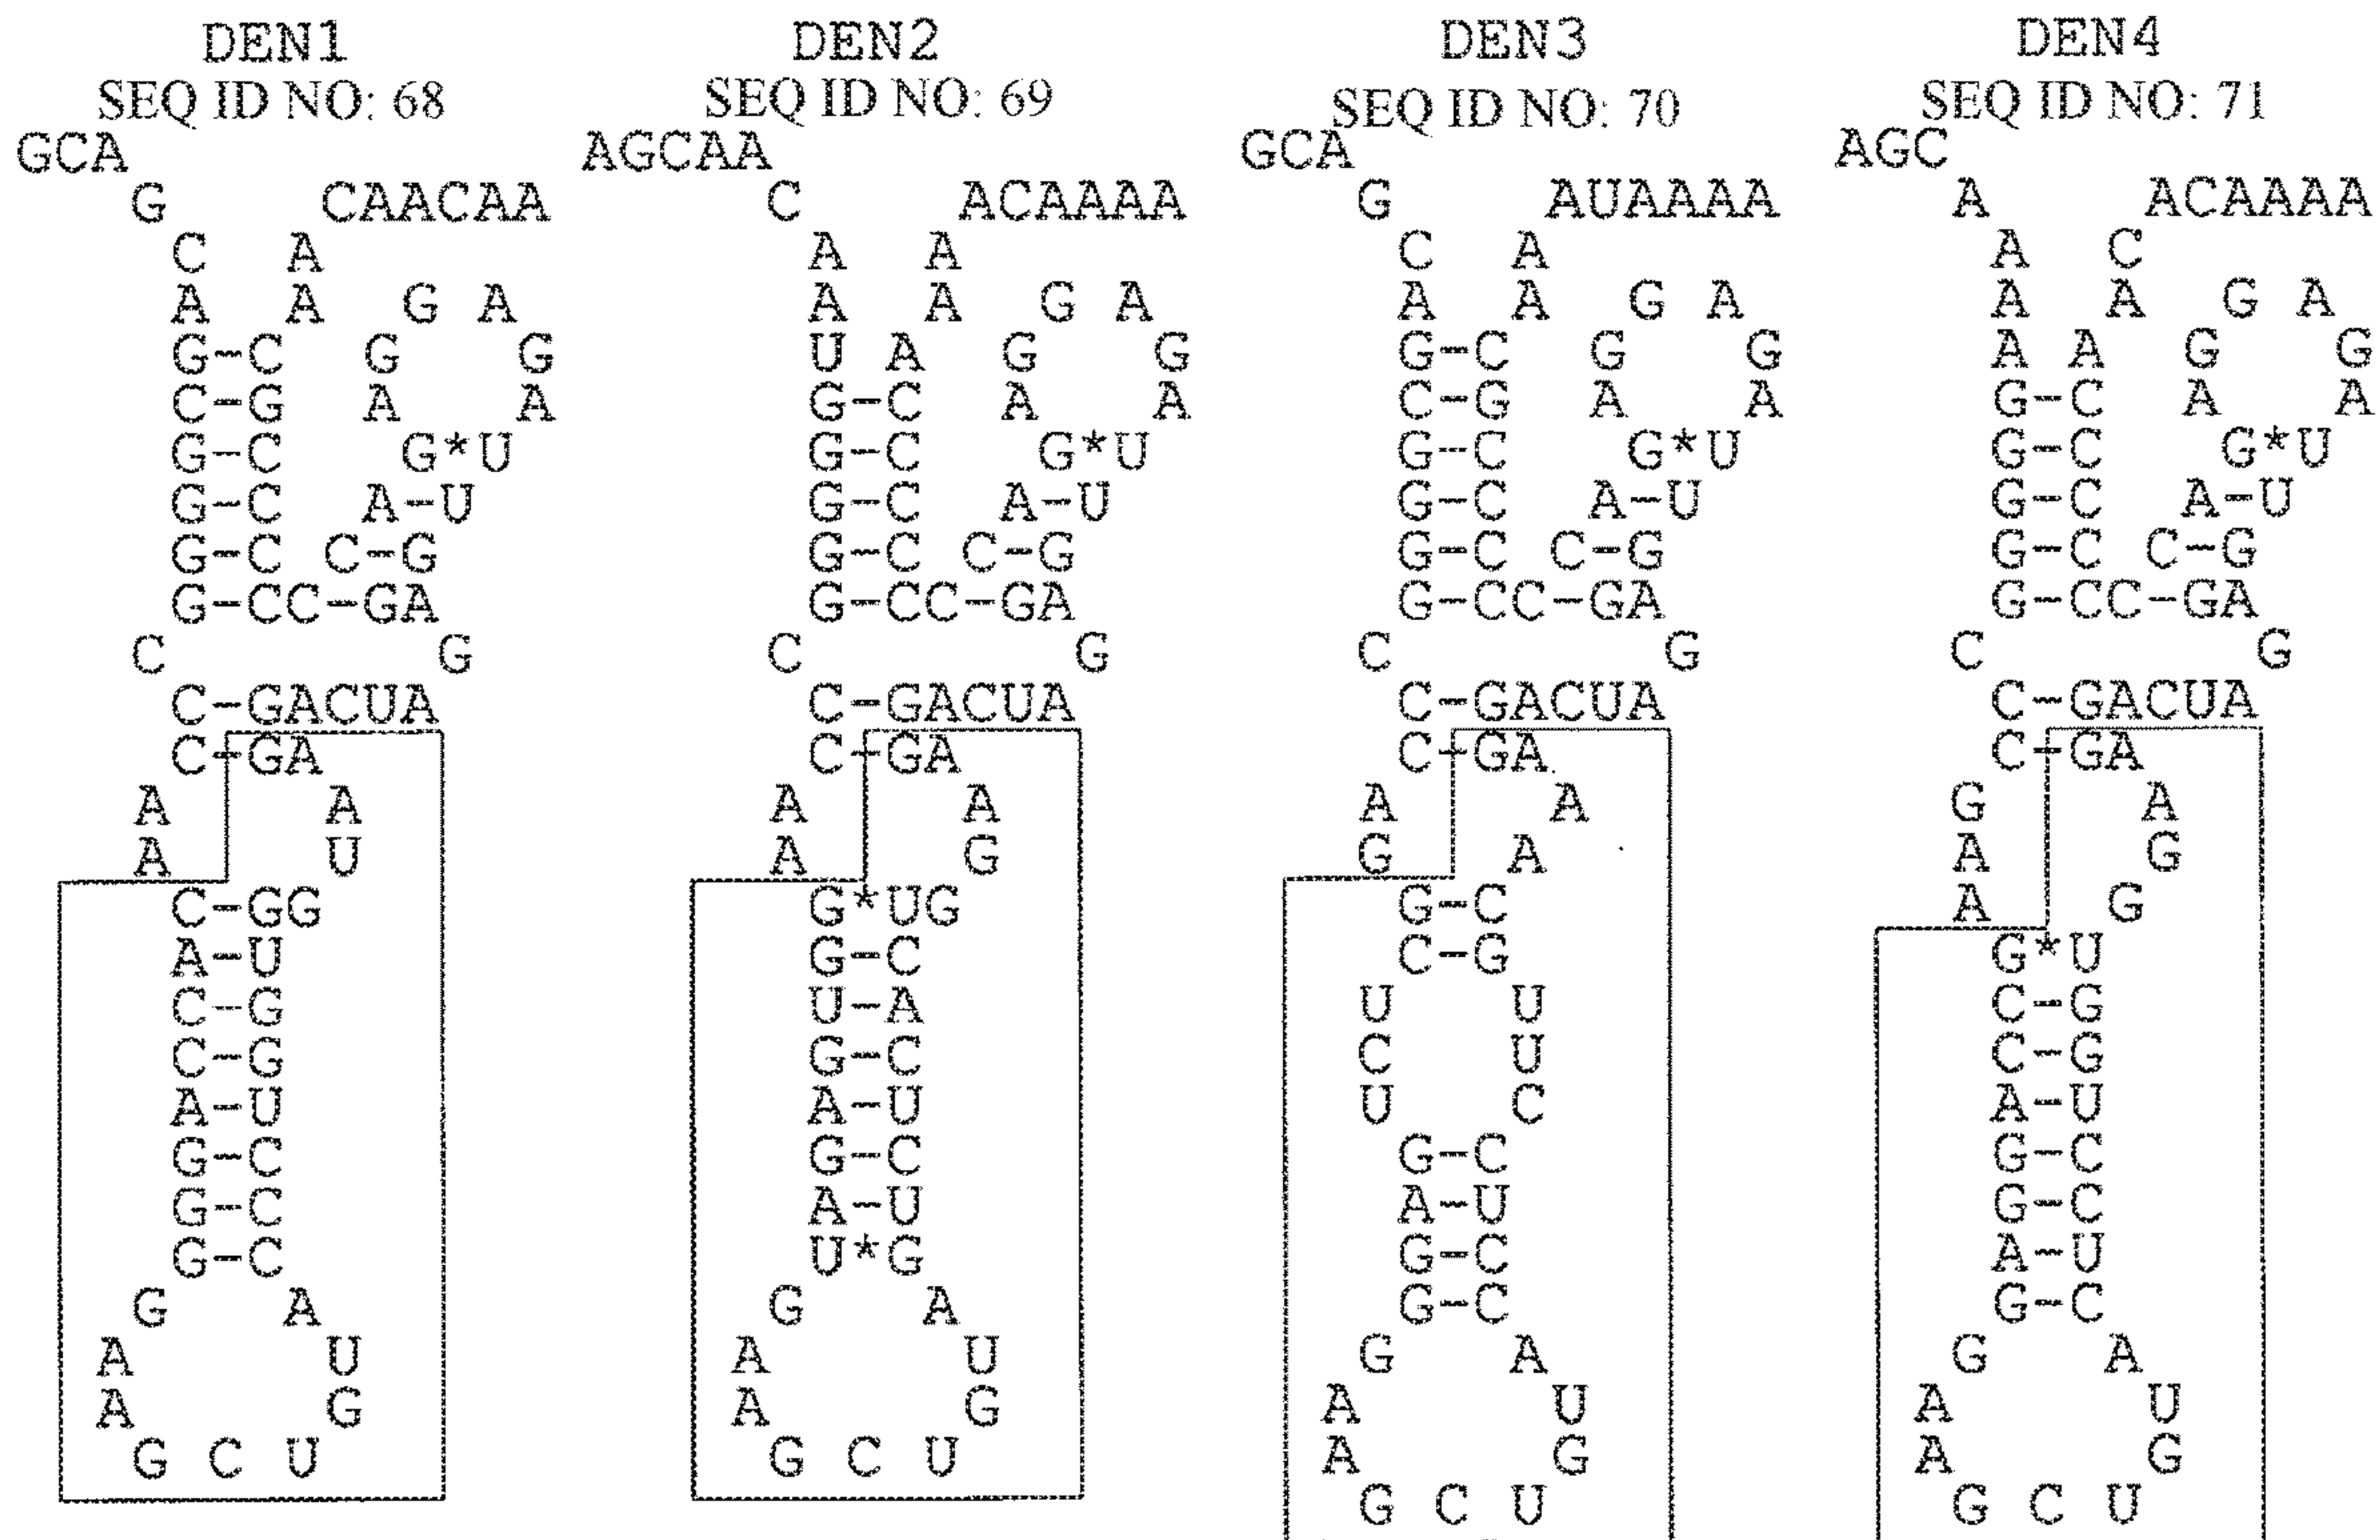 DEN1 DEN2 DEN3 DEN4
SEQ ID NO: 68 SEQ ID NO: 69 SEQ ID NO: 70 SEQ ID NO: 71
GCA AGCAA GCA AGC
G CAACAA C ACAAAA G AUAAAA A ACAAAA
C A A A C A A C
A A G A A A G A A A G A A A G A
G-C G G U A G G G-C G G A A G G
C-G A A G-C A A C-G A A G-C A A
G-C G*U G-C G*U G-C G*U G-C G*U
G-C A-U G-C A-U G-C A-U G-C A-U
G-C C-G G-C C-G G-C C-G G-C C-G
G-CC-GA G-CC-GA G-CC-GA G-CC-GA
C G C G C G C G
C-GACUA C-GACUA C-GACUA C-GACUA
C-GA C-GA C-GA C-GA
A A A A A A G A
A U A G G A A G
C-GG G*UG G-C A G
A-U G-C C-G G*U
C-G U-A U U C-G
C-G G-C C U C-G
A-U A-U U C A-U
G-C G-C G-C G-C
G-C A-U A-U G-C
G-C U*G G-C A-U
G A G A G-C G-C
A U A U G A G A
A G A G A U A U
G C U G C U A G A G
G C U G C U